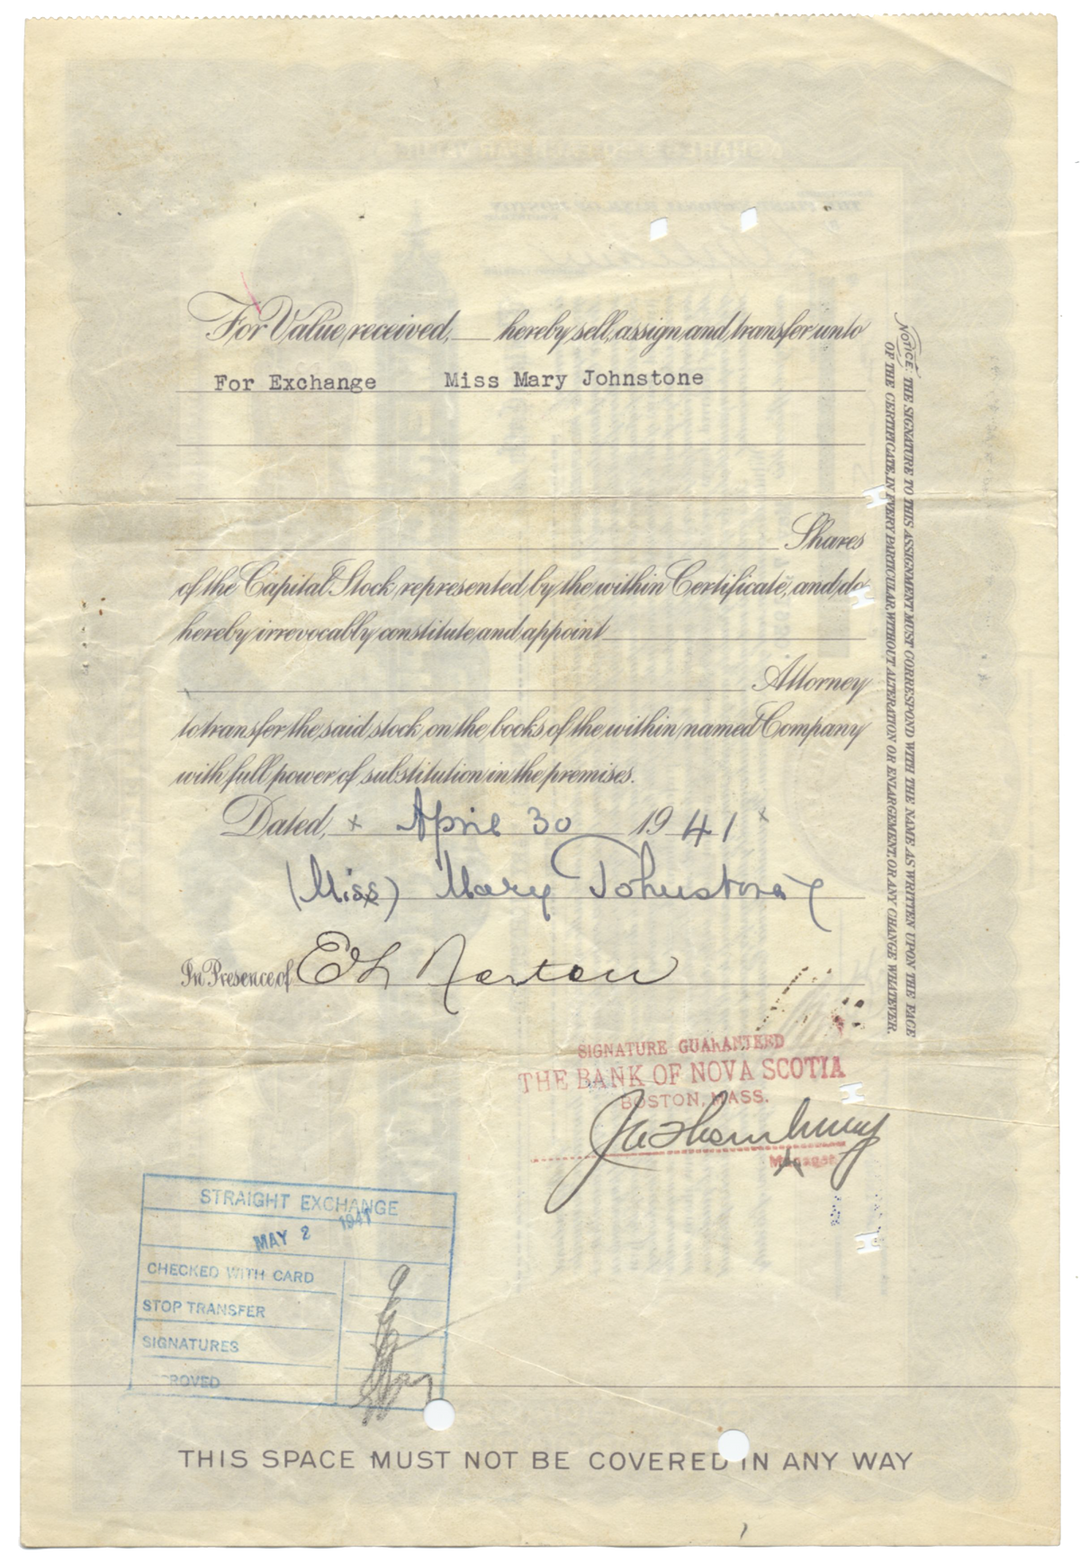 For Value received, hereby sell, assign and transfer unto
For Exchange Miss Mary Johnstone
Shares
of the Capital Stock represented by the within Certificate, and do
hereby irrevocably constitute and appoint
Attorney
to transfer the said stock on the books of the within named Company
with full power of substitution in the premises.
Dated, x April 30 1941 x
(Miss) Mary Johnstone
In Presence of Norton
SIGNATURE GUARANTEED
THE BANK OF NOVA SCOTIA
BOSTON, MASS.
Manager
STRAIGHT EXCHANGE
MAY 2 1941
CHECKED WITH CARD
STOP TRANSFER
SIGNATURES
PROVED
THIS SPACE MUST NOT BE COVERED IN ANY WAY
NOTICE. THE SIGNATURE TO THIS ASSIGNMENT MUST CORRESPOND WITH THE NAME AS WRITTEN UPON THE FACE
OF THE CERTIFICATE, IN EVERY PARTICULAR, WITHOUT ALTERATION OR ENLARGEMENT, OR ANY CHANGE WHATEVER.